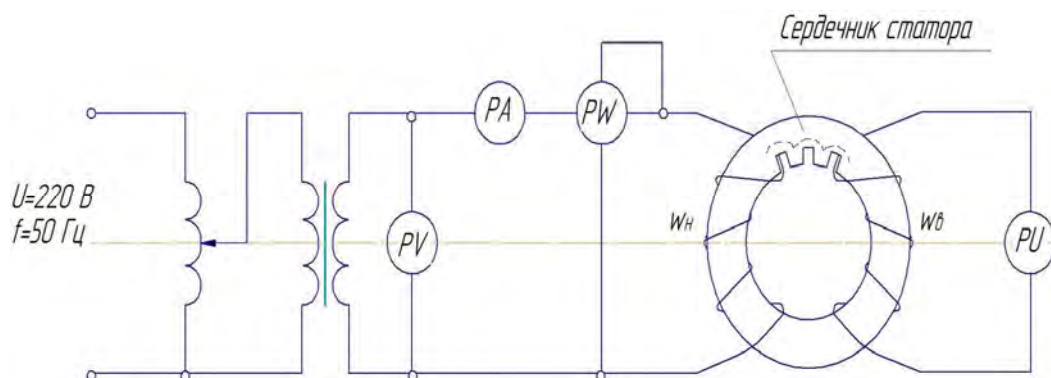 Сердечник статора
PA
PW
U=220 В
f=50 Гц
PV
Wн
Wв
PU